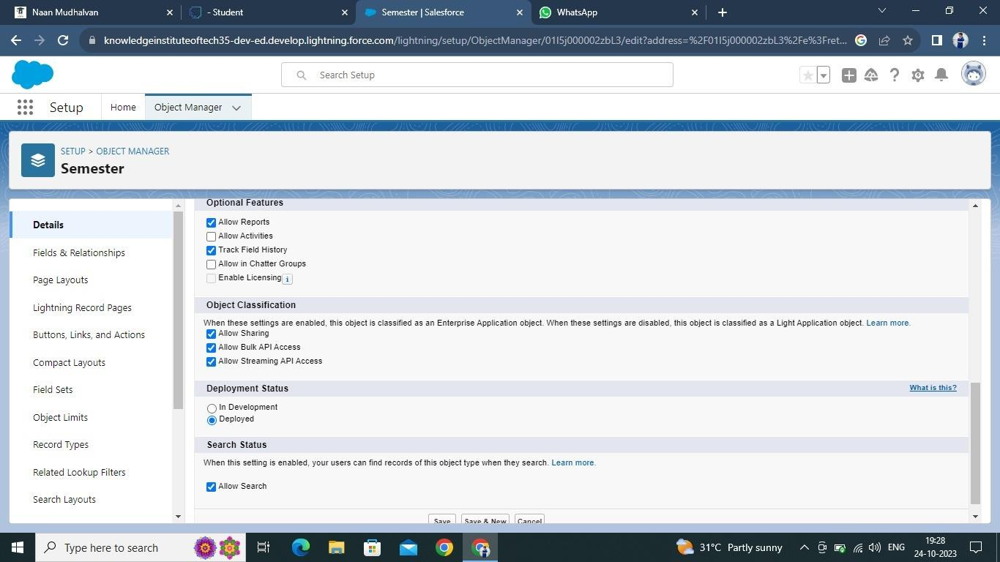 Naan Mudhalvan
- Student
Semester | Salesforce
WhatsApp
knowledgeinstituteoftech35-dev-ed.develop.lightning.force.com/lightning/setup/ObjectManager/01I5j000002zbL3/edit?address=%2F01I5j000002zbL3%2Fe%3Fret...
Search Setup
Setup
Home
Object Manager
SETUP > OBJECT MANAGER
Semester
Details
Fields & Relationships
Page Layouts
Lightning Record Pages
Buttons, Links, and Actions
Compact Layouts
Field Sets
Object Limits
Record Types
Related Lookup Filters
Search Layouts
Optional Features
Allow Reports
Allow Activities
Track Field History
Allow in Chatter Groups
Enable Licensing i
Object Classification
When these settings are enabled, this object is classified as an Enterprise Application object. When these settings are disabled, this object is classified as a Light Application object. Learn more.
Allow Sharing
Allow Bulk API Access
Allow Streaming API Access
Deployment Status
What is this?
In Development
Deployed
Search Status
When this setting is enabled, your users can find records of this object type when they search. Learn more.
Allow Search
Save
Save & New
Cancel
Type here to search
31°C Partly sunny
ENG
19:28
24-10-2023